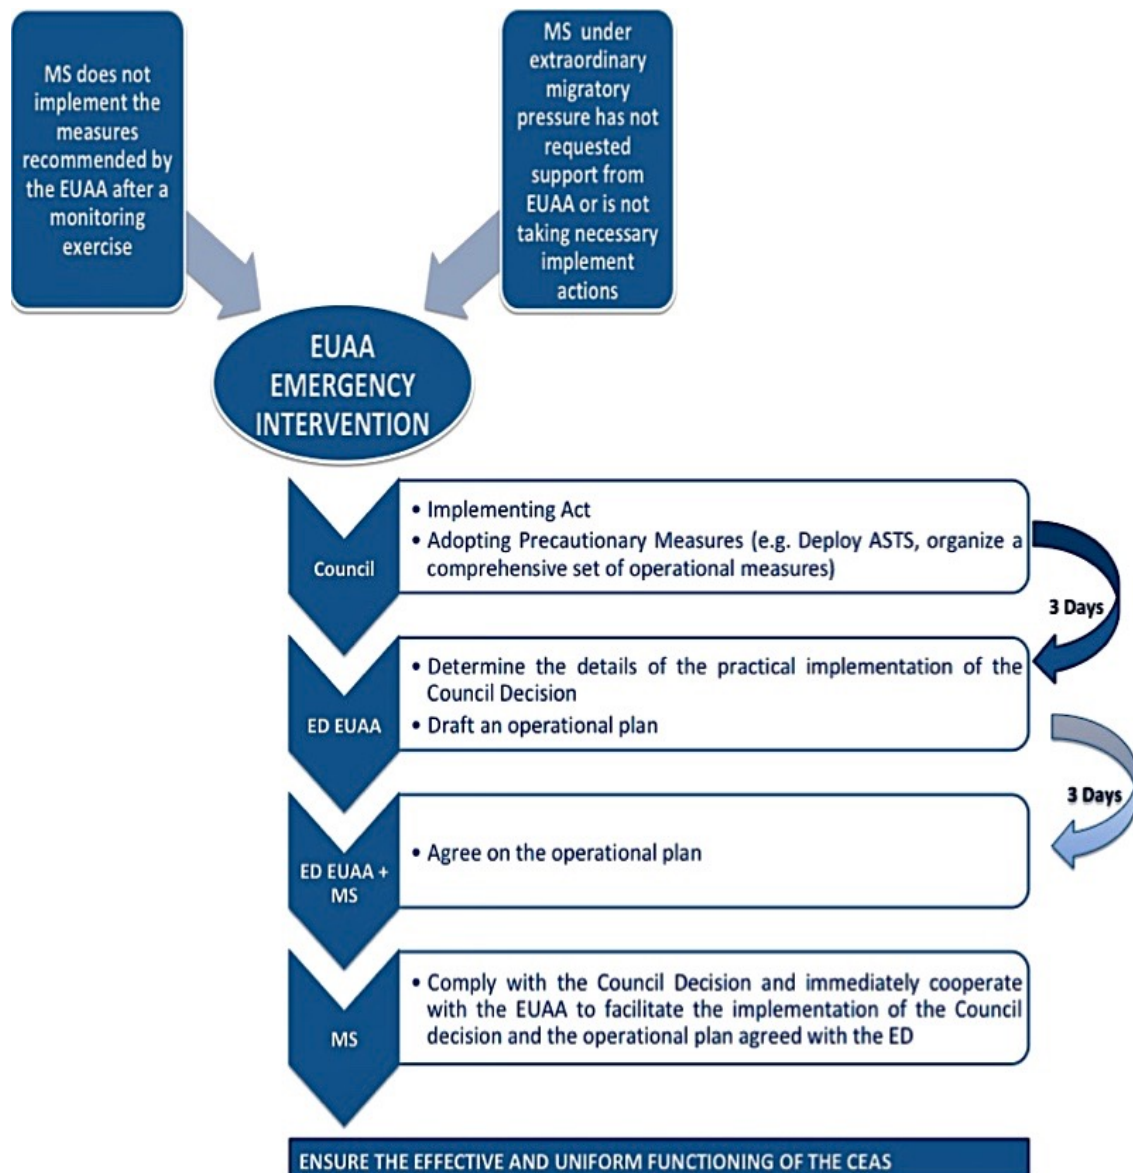 MS does not
implement the
measures
recommended by
the EUAA after a
monitoring
exercise
MS under
extraordinary
migratory
pressure has not
requested
support from
EUAA or is not
taking necessary
implement
actions
EUAA
EMERGENCY
INTERVENTION
Council
• Implementing Act
• Adopting Precautionary Measures (e.g. Deploy ASTS, organize a
comprehensive set of operational measures)
3 Days
ED EUAA
• Determine the details of the practical implementation of the
Council Decision
• Draft an operational plan
3 Days
ED EUAA +
MS
• Agree on the operational plan
MS
• Comply with the Council Decision and immediately cooperate
with the EUAA to facilitate the implementation of the Council
decision and the operational plan agreed with the ED
ENSURE THE EFFECTIVE AND UNIFORM FUNCTIONING OF THE CEAS